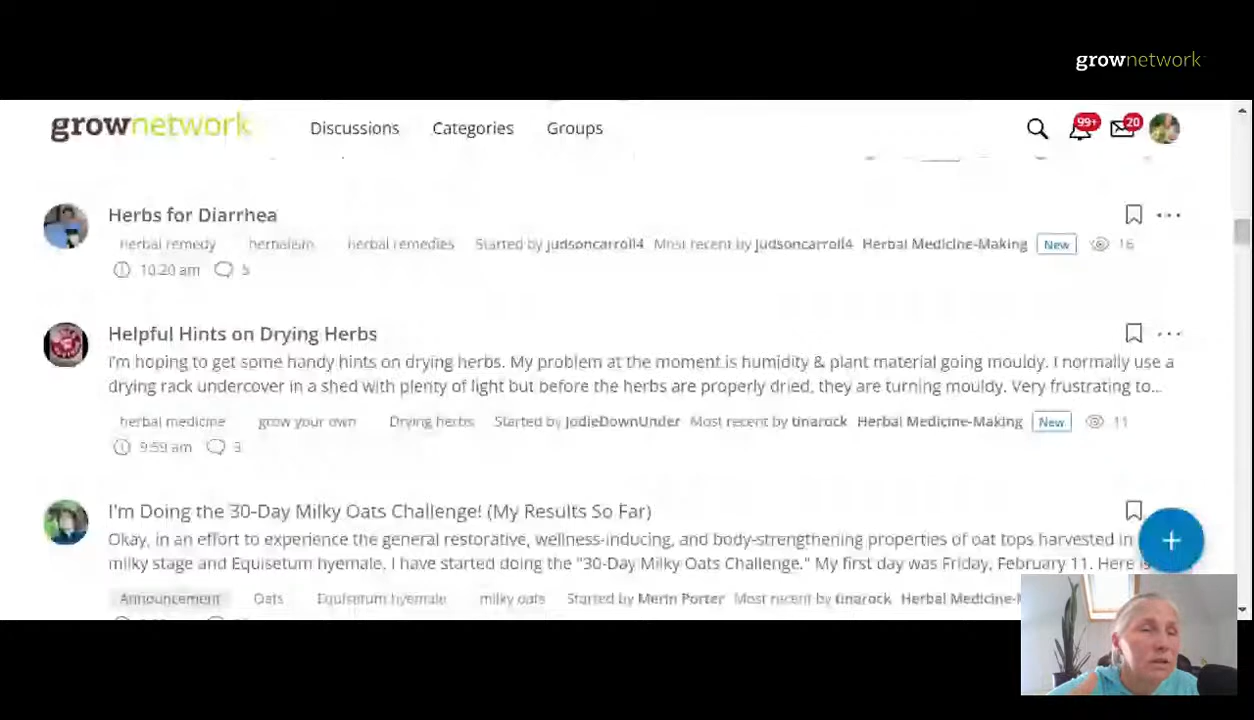 grownetwork
grownetwork Discussions Categories Groups 99+ 20
Herbs for Diarrhea
herbal remedy herbalism herbal remedies Started by judsoncarroll4 Most recent by judsoncarroll4 Herbal Medicine-Making New 16
10:20 am 5
Helpful Hints on Drying Herbs
I'm hoping to get some handy hints on drying herbs. My problem at the moment is humidity & plant material going mouldy. I normally use a
drying rack undercover in a shed with plenty of light but before the herbs are properly dried, they are turning mouldy. Very frustrating to...
herbal medicine grow your own Drying herbs Started by JodieDownUnder Most recent by tinarock Herbal Medicine-Making New 11
9:59 am 3
I'm Doing the 30-Day Milky Oats Challenge! (My Results So Far)
Okay, in an effort to experience the general restorative, wellness-inducing, and body-strengthening properties of oat tops harvested in
milky stage and Equisetum hyemale, I have started doing the "30-Day Milky Oats Challenge." My first day was Friday, February 11. Here is
Announcement Oats Equisetum hyemale milky oats Started by Merin Porter Most recent by tinarock Herbal Medicine-M